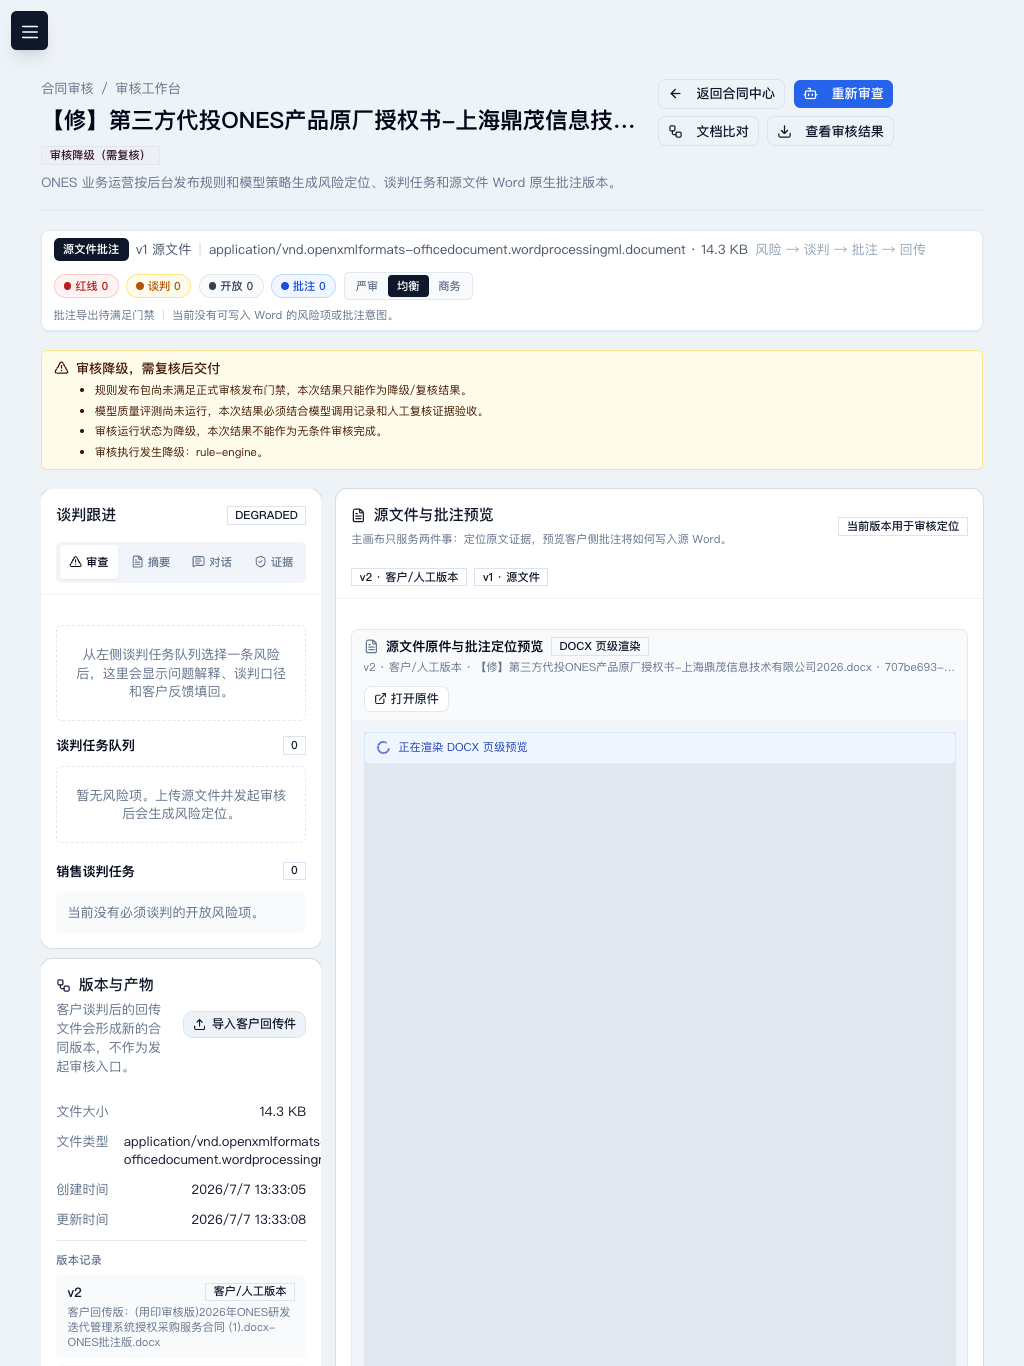 合同审核 / 审核工作台
【修】第三方代投ONES产品原厂授权书-上海鼎茂信息技...
返回合同中心
重新审查
文档比对
查看审核结果
审核降级（需复核）
ONES 业务运营按后台发布规则和模型策略生成风险定位、谈判任务和源文件 Word 原生批注版本。
源文件批注 v1 源文件 | application/vnd.openxmlformats-officedocument.wordprocessingml.document · 14.3 KB 风险 → 谈判 → 批注 → 回传
红线 0 谈判 0 开放 0 批注 0 严审 均衡 商务
批注导出待满足门禁 | 当前没有可写入 Word 的风险项或批注意图。
审核降级，需复核后交付
• 规则发布包尚未满足正式审核发布门禁，本次结果只能作为降级/复核结果。
• 模型质量评测尚未运行，本次结果必须结合模型调用记录和人工复核证据验收。
• 审核运行状态为降级，本次结果不能作为无条件审核完成。
• 审核执行发生降级：rule-engine。
谈判跟进 DEGRADED
审查 摘要 对话 证据
从左侧谈判任务队列选择一条风险
后，这里会显示问题解释、谈判口径
和客户反馈填回。
谈判任务队列 0
暂无风险项。上传源文件并发起审核
后会生成风险定位。
销售谈判任务 0
当前没有必须谈判的开放风险项。
版本与产物
客户谈判后的回传
文件会形成新的合
同版本，不作为发
起审核入口。
导入客户回传件
文件大小 14.3 KB
文件类型 application/vnd.openxmlformats-
officedocument.wordprocessingr
创建时间 2026/7/7 13:33:05
更新时间 2026/7/7 13:33:08
版本记录
v2 客户/人工版本
客户回传版：(用印审核版)2026年ONES研发
迭代管理系统授权采购服务合同 (1).docx-
ONES批注版.docx
源文件与批注预览
主画布只服务两件事：定位原文证据，预览客户侧批注将如何写入源 Word。
当前版本用于审核定位
v2 · 客户/人工版本 v1 · 源文件
源文件原件与批注定位预览 DOCX 页级渲染
v2 · 客户/人工版本 · 【修】第三方代投ONES产品原厂授权书-上海鼎茂信息技术有限公司2026.docx · 707be693-...
打开原件
正在渲染 DOCX 页级预览